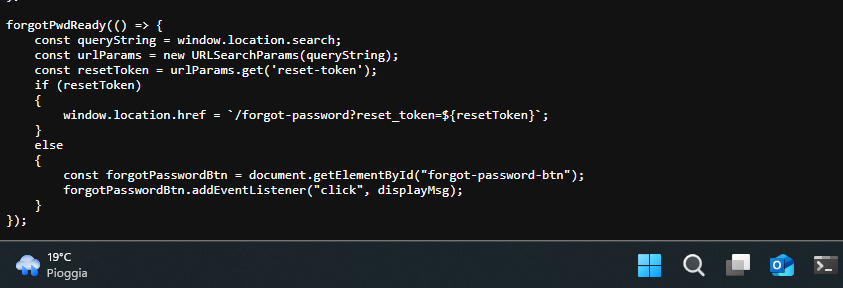 forgotPwdReady(() => {
    const queryString = window.location.search;
    const urlParams = new URLSearchParams(queryString);
    const resetToken = urlParams.get('reset-token');
    if (resetToken)
    {
        window.location.href = `/forgot-password?reset_token=${resetToken}`;
    }
    else
    {
        const forgotPasswordBtn = document.getElementById("forgot-password-btn");
        forgotPasswordBtn.addEventListener("click", displayMsg);
    }
});
19°C
Pioggia